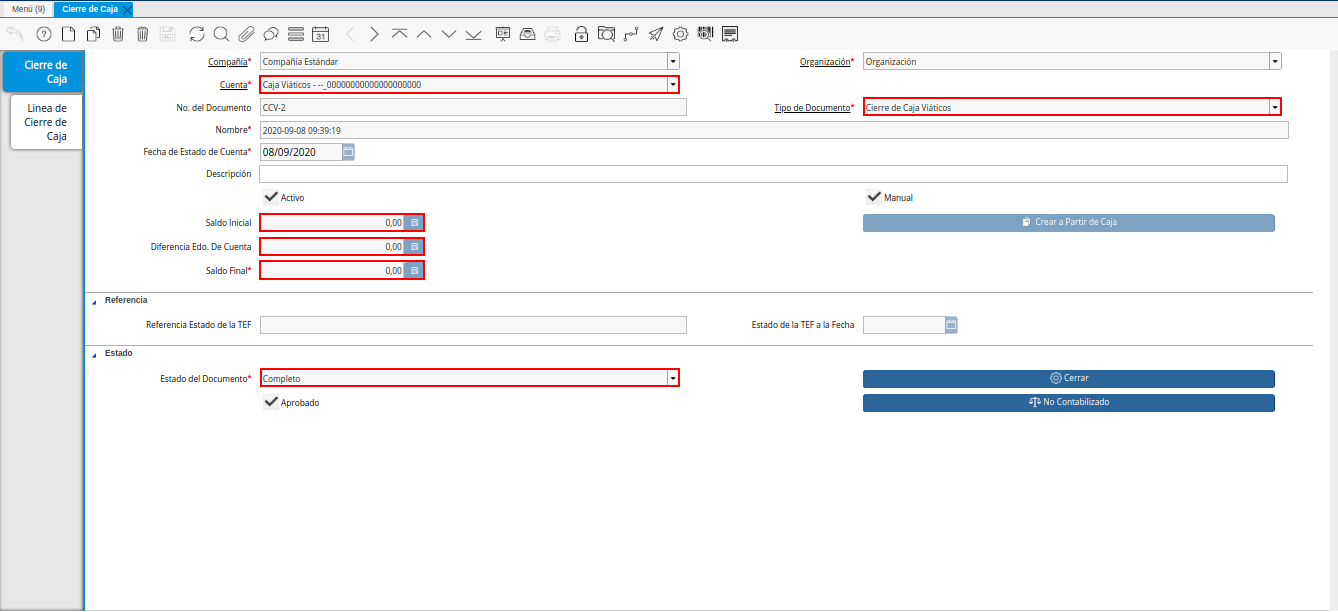 Menú (9) Cierre de Caja
31
Cierre de Caja
Linea de Cierre de Caja
Compañía* Compañía Estándar Organización* Organización
Cuenta* Caja Viáticos - --_00000000000000000000
No. del Documento CCV-2 Tipo de Documento* Cierre de Caja Viáticos
Nombre* 2020-09-08 09:39:19
Fecha de Estado de Cuenta* 08/09/2020
Descripción
Activo Manual
Saldo Inicial 0,00 Crear a Partir de Caja
Diferencia Edo. De Cuenta 0,00
Saldo Final* 0,00
Referencia
Referencia Estado de la TEF Estado de la TEF a la Fecha
Estado
Estado del Documento* Completo Cerrar
Aprobado No Contabilizado